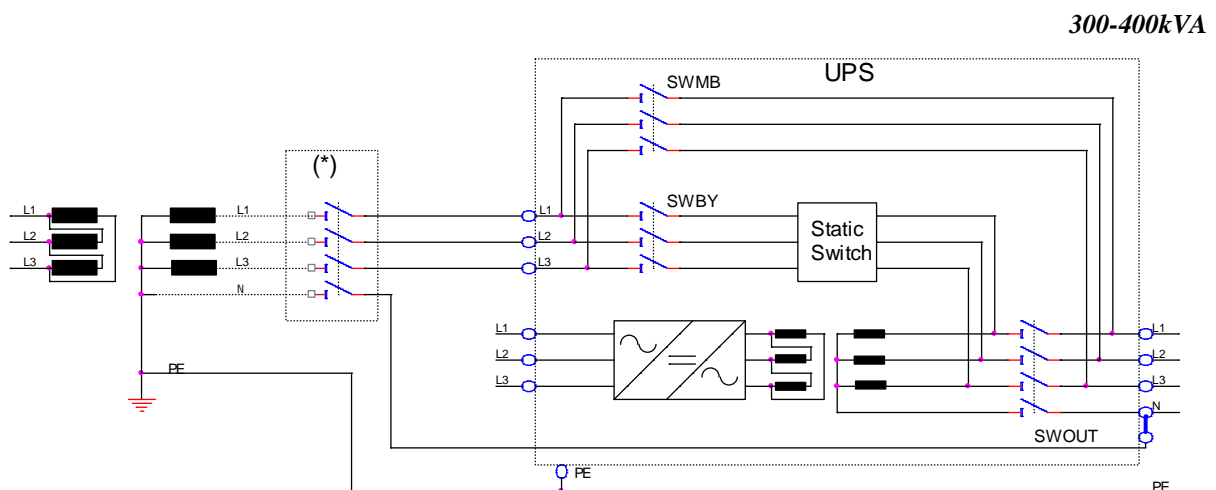 300-400kVA
UPS
SWMB
(*)
L1
L1
SWBY
L1
L2
L2
L2
Static
Switch
L3
L3
L3
N
L1
L1
L2
L2
PE
L3
L3
N
SWOUT
PE
PE